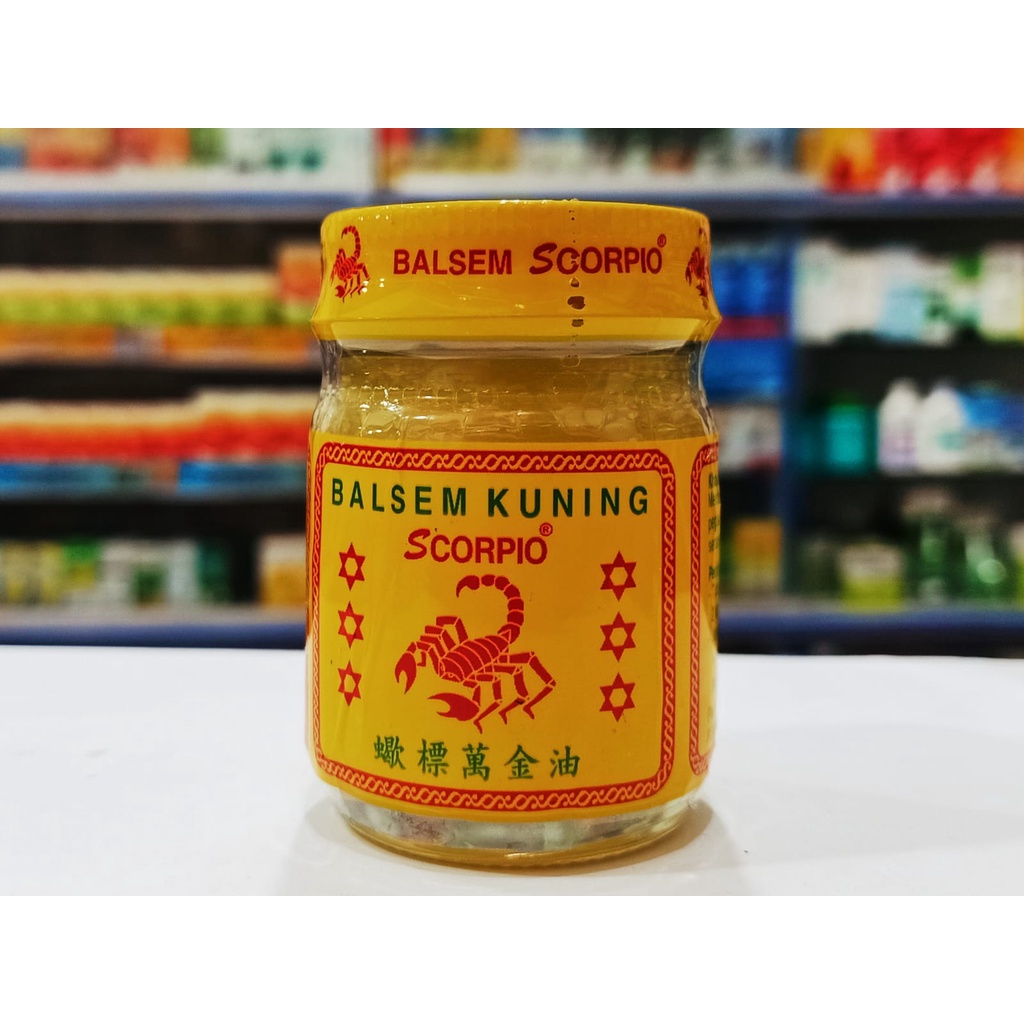 BALSEM SCORPIO®
BALSEM KUNING
SCORPIO®
蠍標萬金油